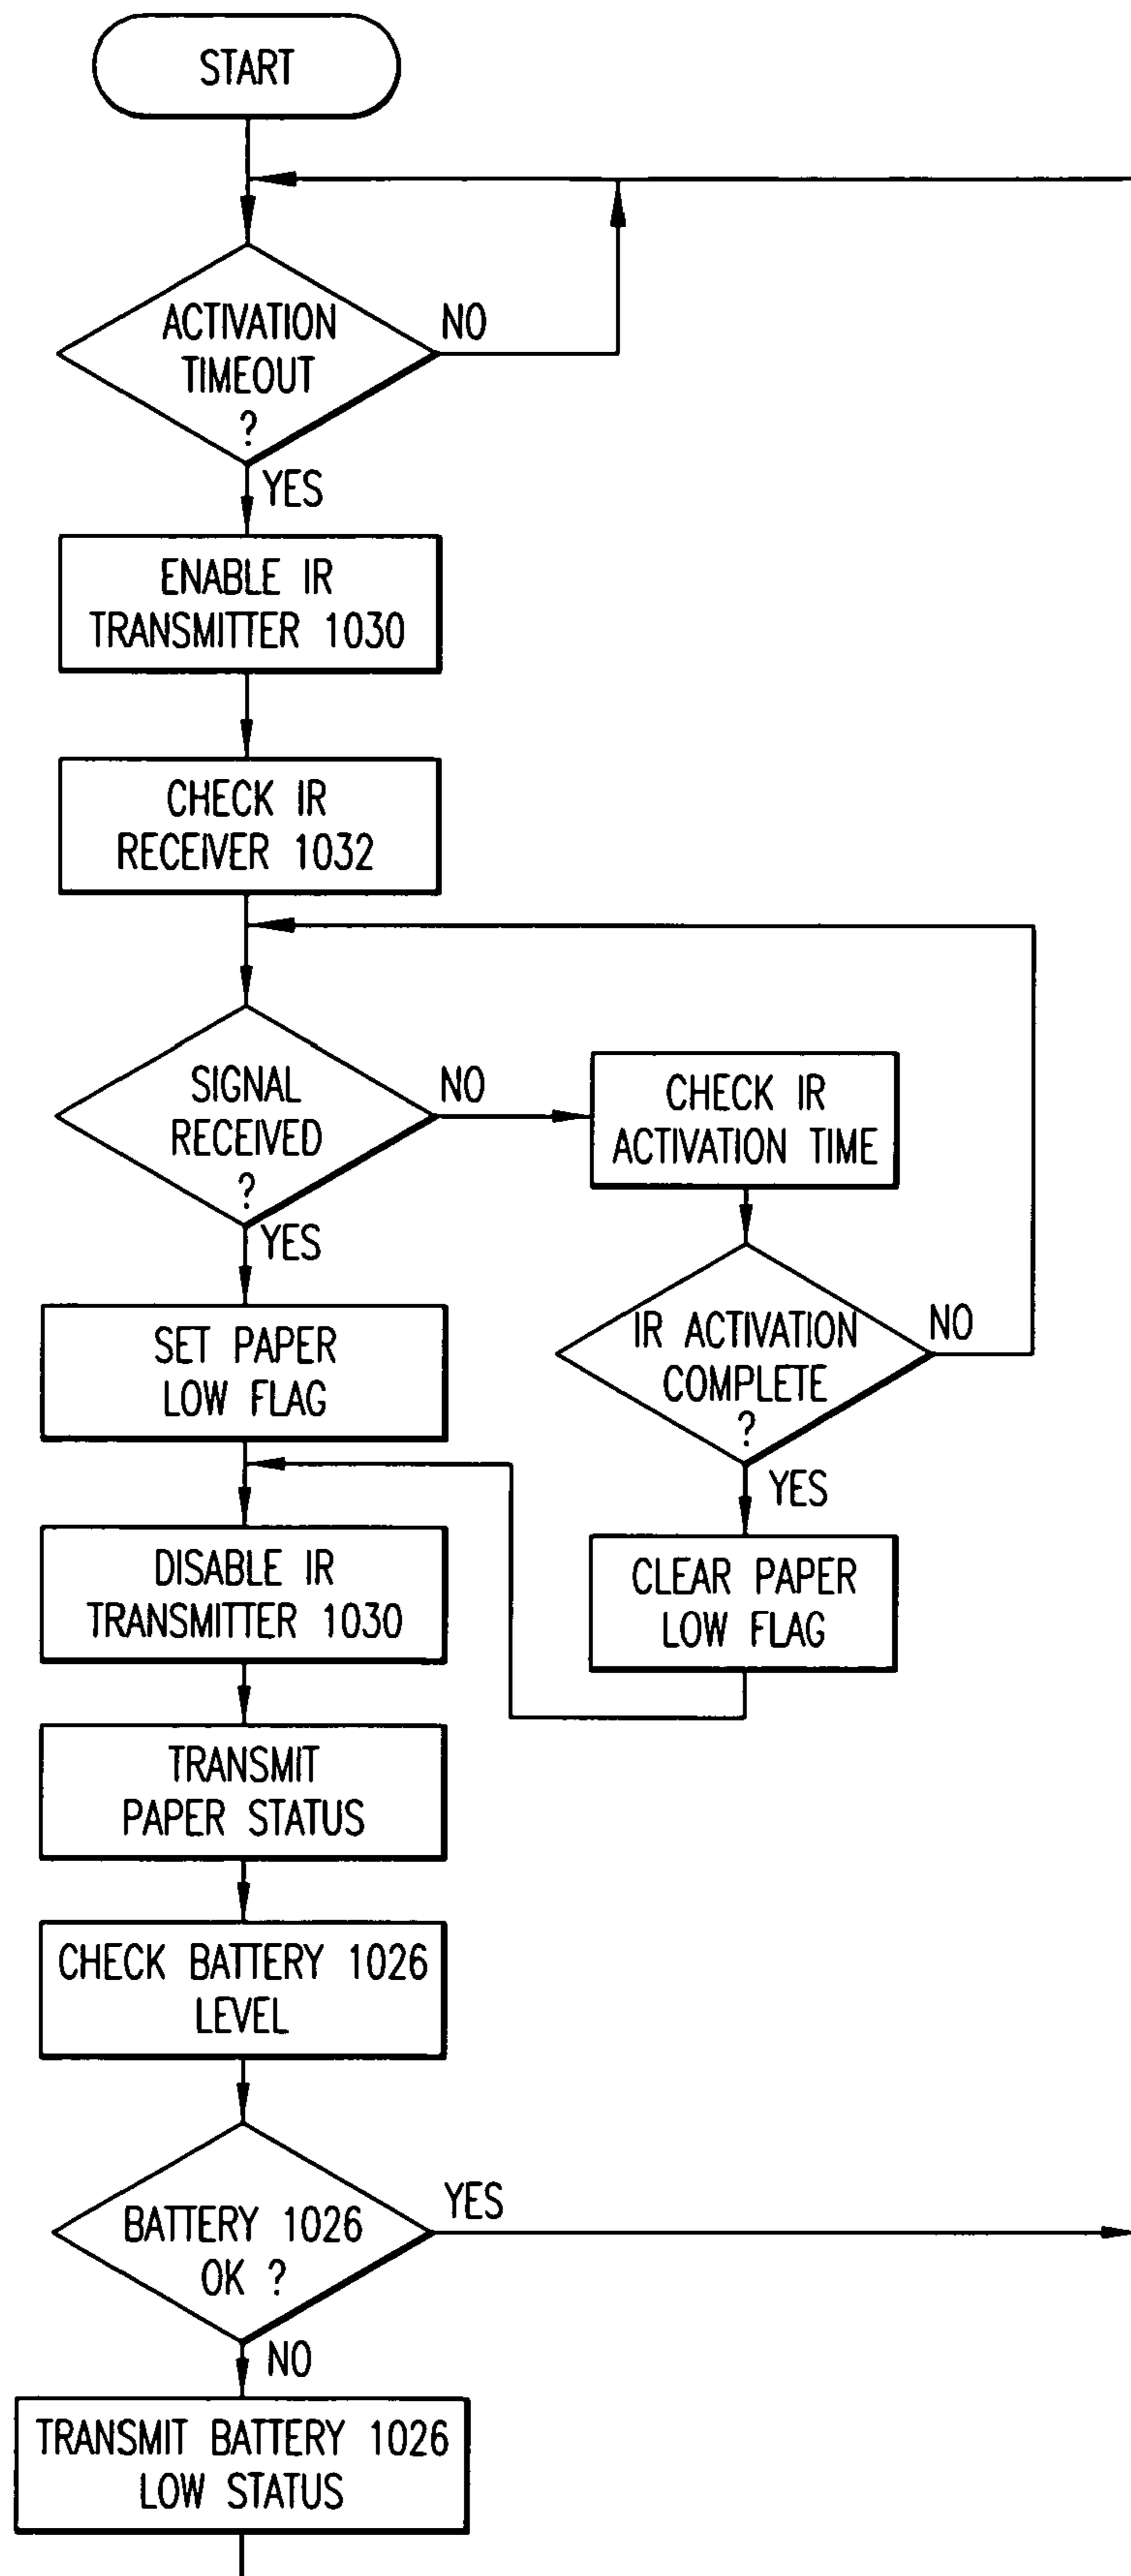 START
ACTIVATION
TIMEOUT
?
NO
YES
ENABLE IR
TRANSMITTER 1030
CHECK IR
RECEIVER 1032
SIGNAL
RECEIVED
?
NO
YES
CHECK IR
ACTIVATION TIME
IR ACTIVATION
COMPLETE
?
NO
YES
SET PAPER
LOW FLAG
CLEAR PAPER
LOW FLAG
DISABLE IR
TRANSMITTER 1030
TRANSMIT
PAPER STATUS
CHECK BATTERY 1026
LEVEL
BATTERY 1026
OK ?
YES
NO
TRANSMIT BATTERY 1026
LOW STATUS